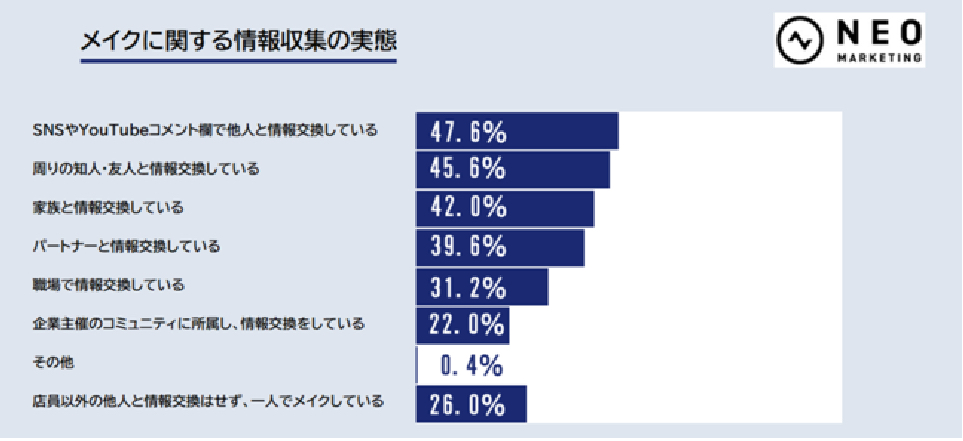 メイクに関する情報収集の実態
NEO
MARKETING
SNSやYouTubeコメント欄で他人と情報交換している 47.6%
周りの知人・友人と情報交換している 45.6%
家族と情報交換している 42.0%
パートナーと情報交換している 39.6%
職場で情報交換している 31.2%
企業主催のコミュニティに所属し、情報交換をしている 22.0%
その他 0.4%
店員以外の他人と情報交換はせず、一人でメイクしている 26.0%